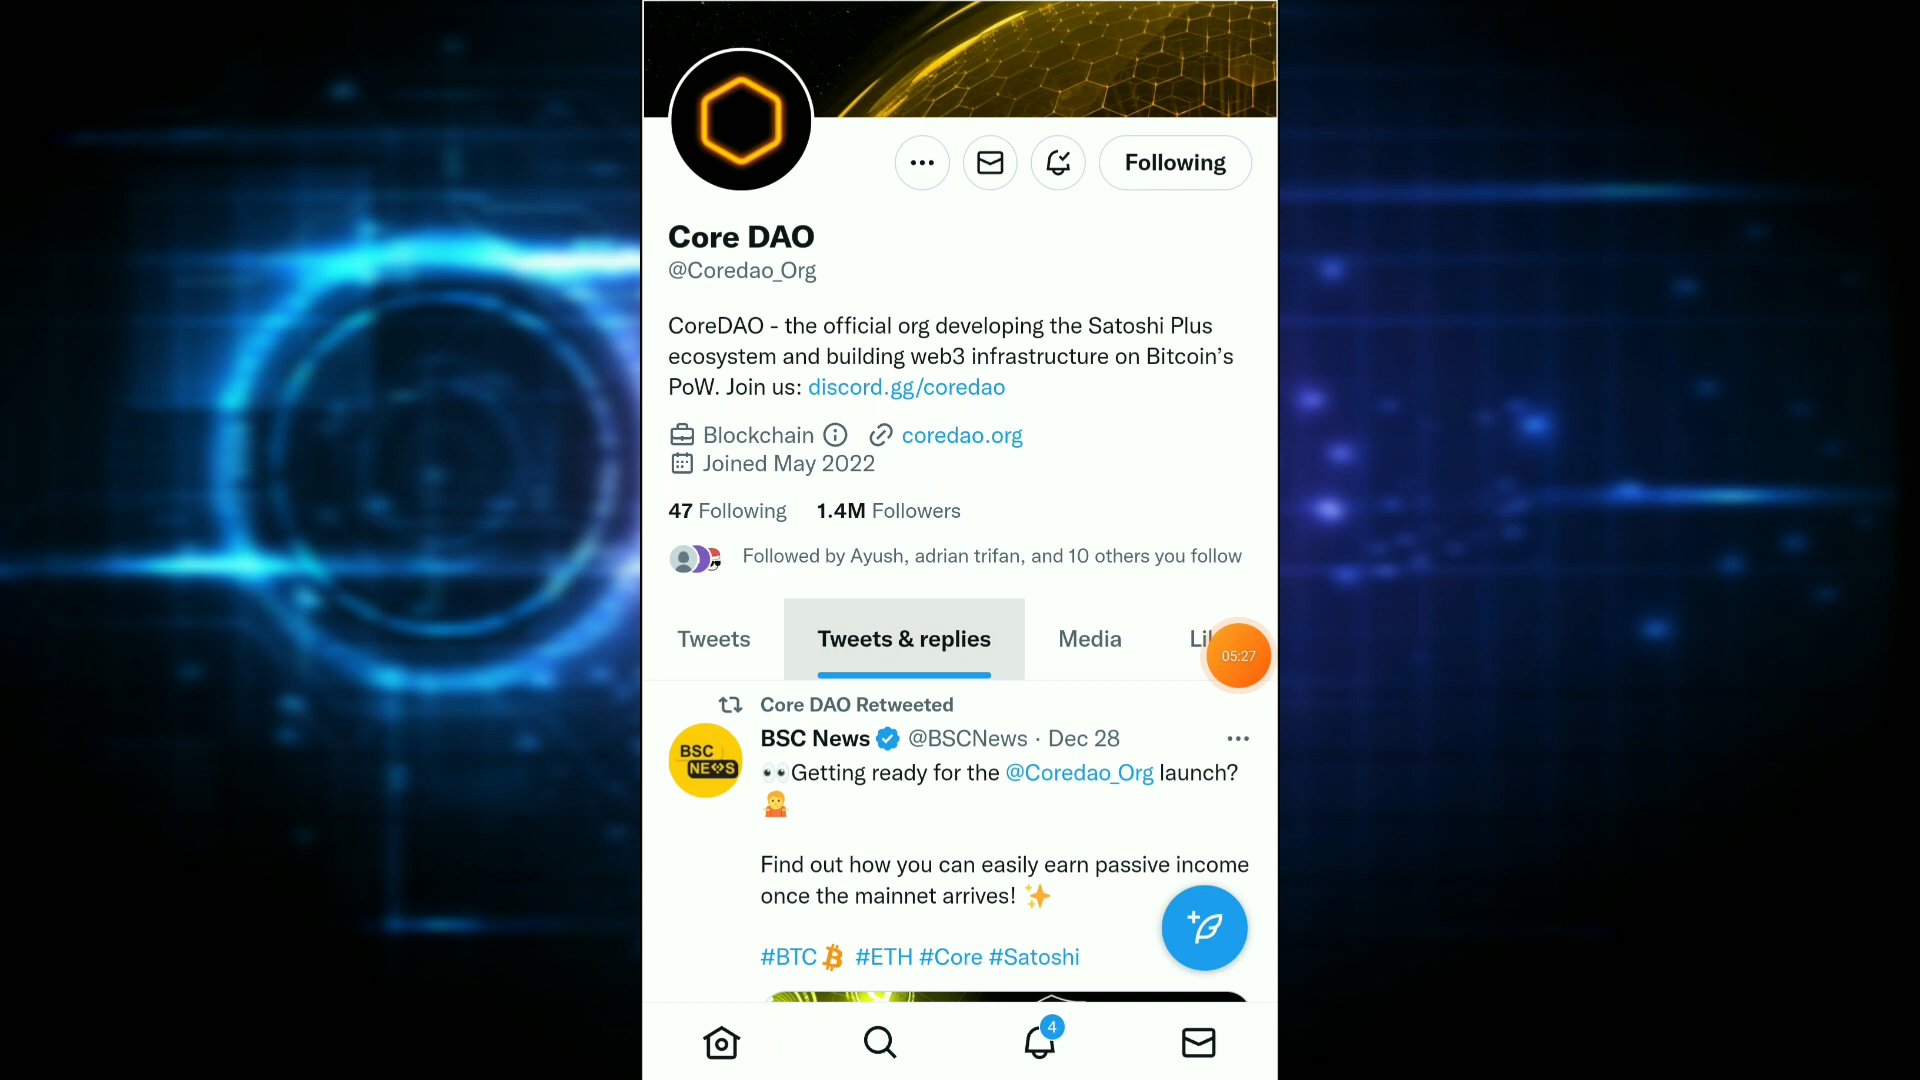 Following
Core DAO
@Coredao_Org
CoreDAO - the official org developing the Satoshi Plus
ecosystem and building web3 infrastructure on Bitcoin’s
PoW. Join us: discord.gg/coredao
Blockchain coredao.org
Joined May 2022
47 Following 1.4M Followers
Followed by Ayush, adrian trifan, and 10 others you follow
Tweets Tweets & replies Media Li
05:27
Core DAO Retweeted
BSC NEWS
BSC News @BSCNews · Dec 28
👀Getting ready for the @Coredao_Org launch?
🤷
Find out how you can easily earn passive income
once the mainnet arrives! ✨
#BTC #ETH #Core #Satoshi
4